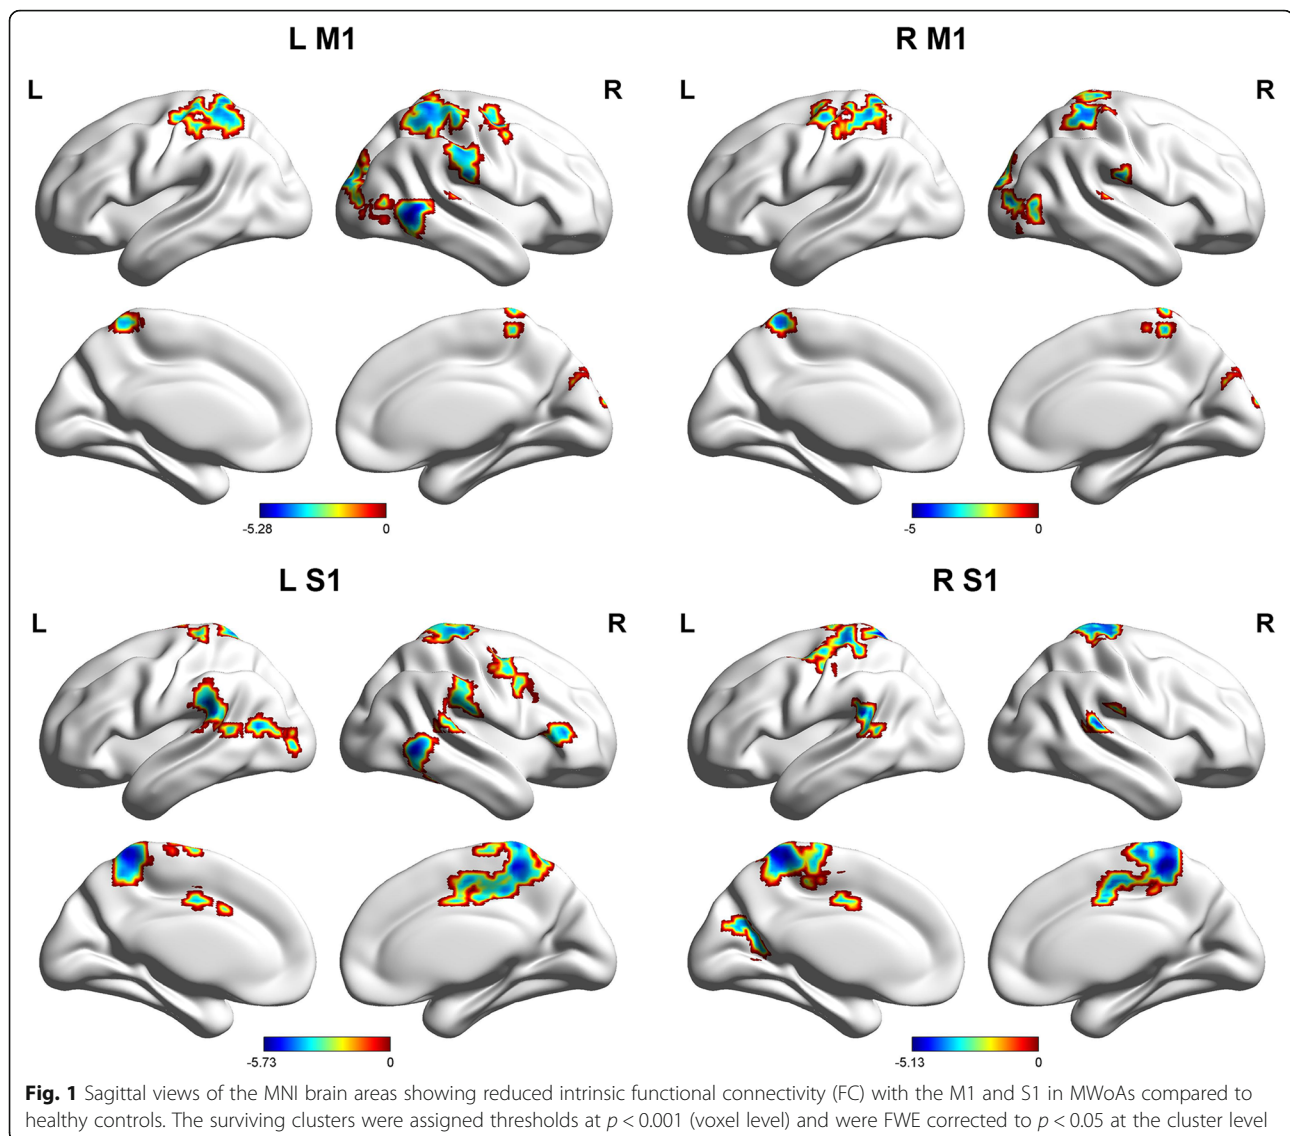 L M1
R M1
L
R
L
R
-5.28
0
-5
0
L S1
R S1
L
R
L
R
-5.73
0
-5.13
0
Fig. 1 Sagittal views of the MNI brain areas showing reduced intrinsic functional connectivity (FC) with the M1 and S1 in MWoAs compared to
healthy controls. The surviving clusters were assigned thresholds at p < 0.001 (voxel level) and were FWE corrected to p < 0.05 at the cluster level